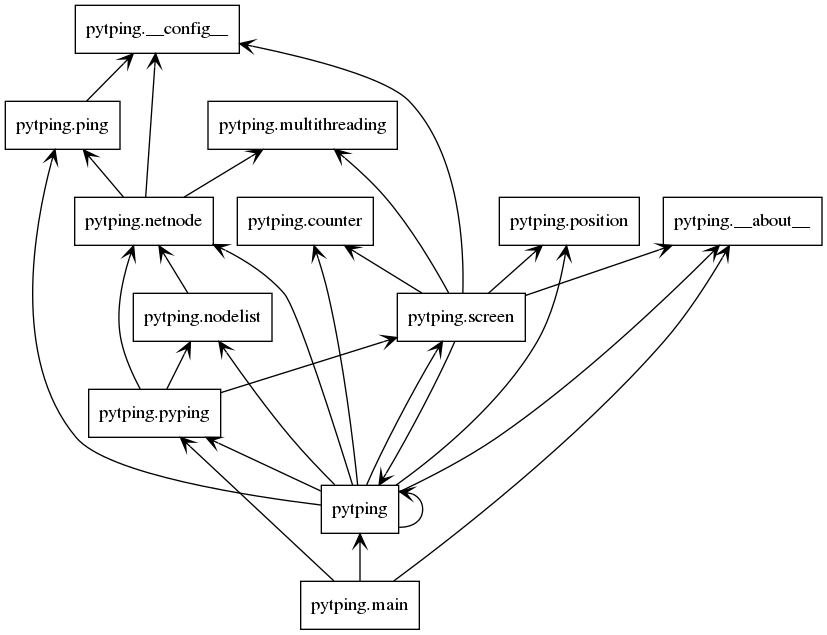 pytping.__config__
pytping.ping
pytping.multithreading
pytping.netnode
pytping.counter
pytping.position
pytping.__about__
pytping.nodelist
pytping.screen
pytping.pyping
pytping
pytping.main